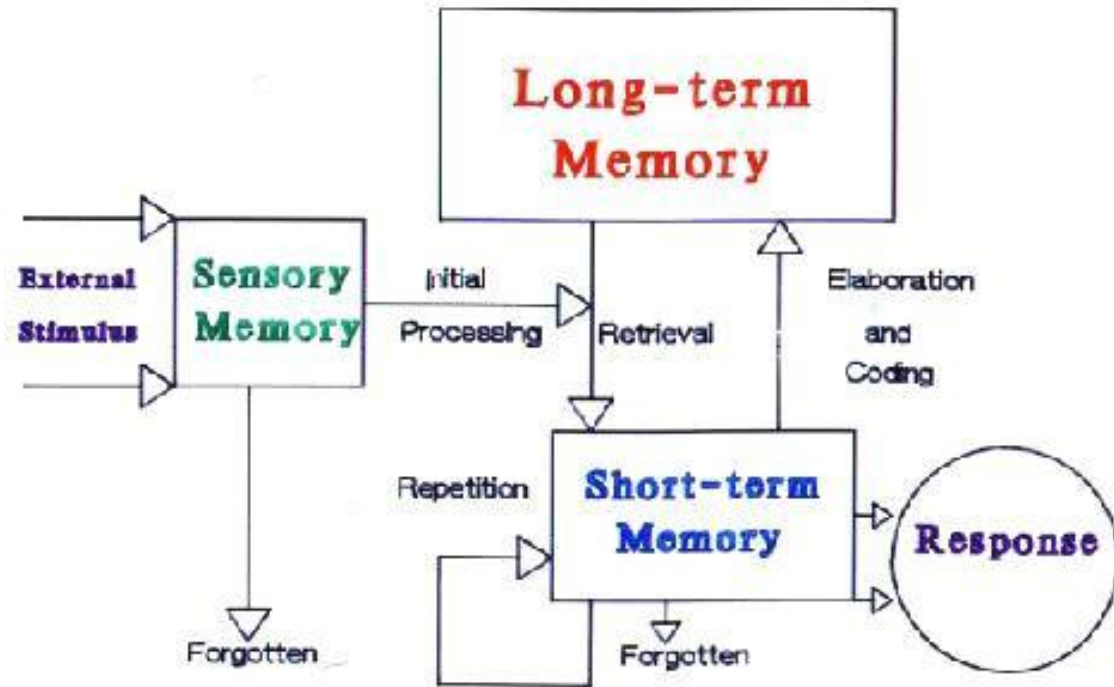 Long-term
Memory
External
Stimulus
Sensory
Memory
Initial
Processing
Retrieval
Elaboration
and
Coding
Repetition
Short-term
Memory
Response
Forgotten
Forgotten